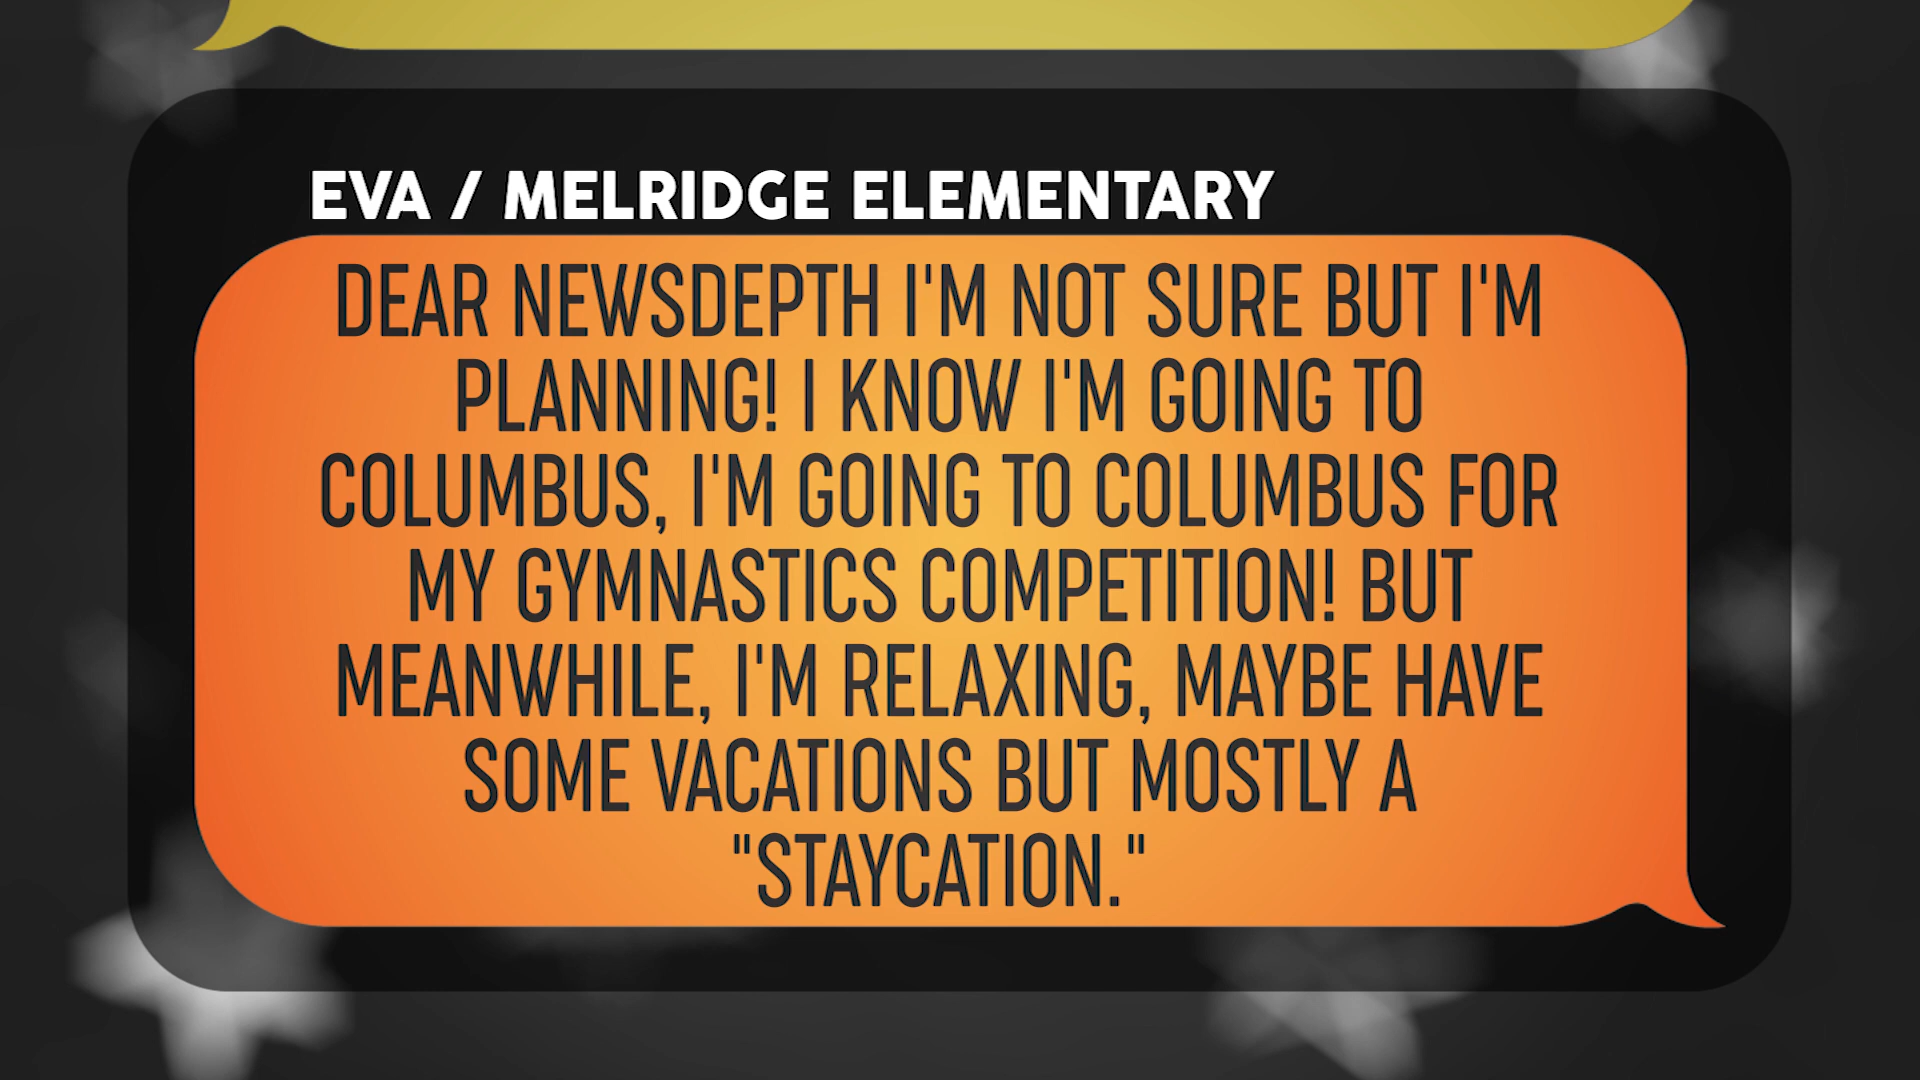 EVA / MELRIDGE ELEMENTARY
DEAR NEWSDEPTH I'M NOT SURE BUT I'M
PLANNING! I KNOW I'M GOING TO
COLUMBUS, I'M GOING TO COLUMBUS FOR
MY GYMNASTICS COMPETITION! BUT
MEANWHILE, I'M RELAXING, MAYBE HAVE
SOME VACATIONS BUT MOSTLY A
"STAYCATION."